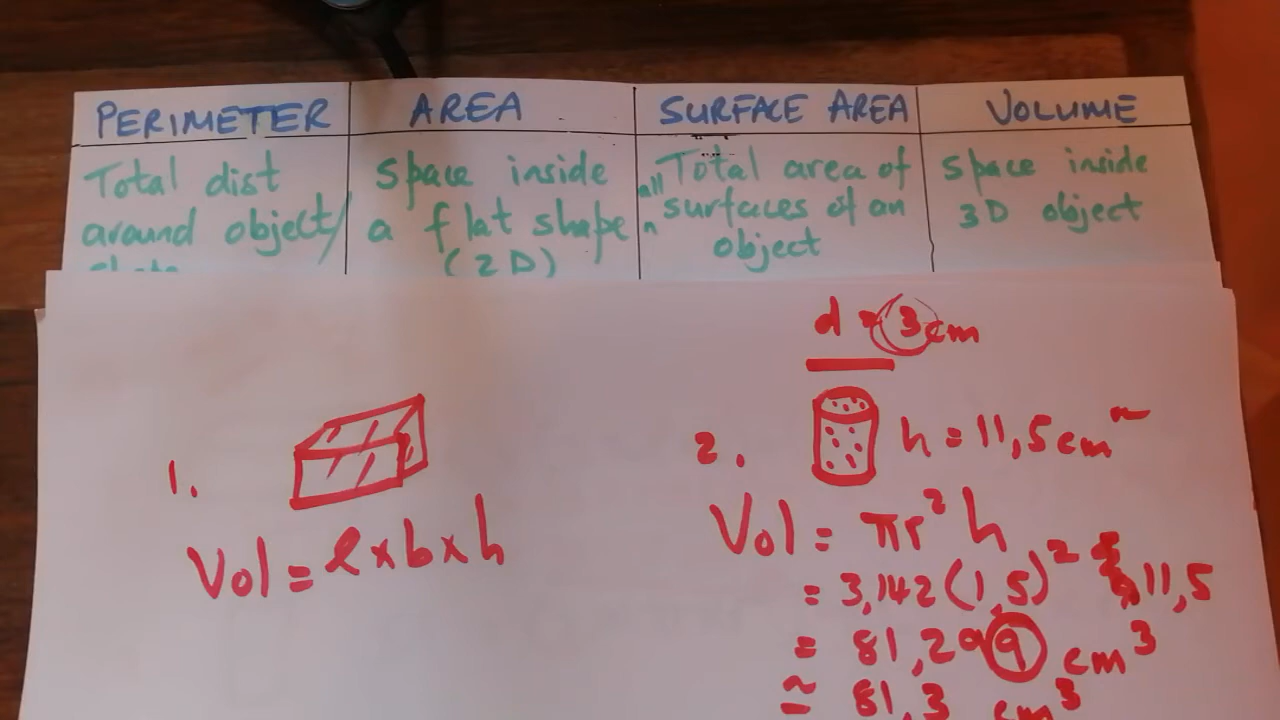 PERIMETER
Total dist
around object/
AREA
Space inside
a flat shape
(2D)
SURFACE AREA
Total area of
all surfaces of an
object
VOLUME
Space inside
3D object
1.
Vol = l x b x h
d = 3cm
2.
h = 11,5cm
Vol = πr²h
= 3,142(1,5)² x 11,5
= 81,299 cm³
≃ 81,3 cm³